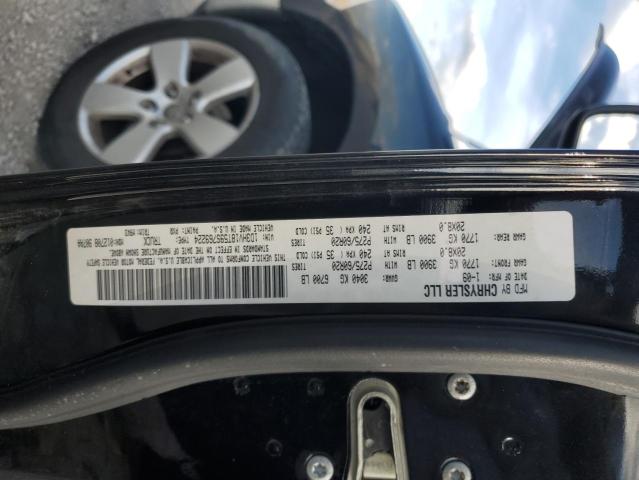 MFD BY CHRYSLER LLC
DATE OF MFR: 1-09 GVWR: 3040 KG 6700 LB
GAWR FRONT: WITH TIRES RIMS AT COLD
1770 KG 3900 LB P275/60R20 20X8.0 240 KPA( 35 PSI)
GAWR REAR: WITH TIRES RIMS AT COLD
1770 KG 3900 LB P275/60R20 20X8.0 240 KPA( 35 PSI)
THIS VEHICLE CONFORMS TO ALL APPLICABLE U.S.A. FEDERAL MOTOR VEHICLE SAFETY
STANDARDS IN EFFECT ON THE DATE OF MANUFACTURE SHOWN ABOVE.
VIN: TYPE: TRUCK
VEHICLE MADE IN U.S.A. PAINT: PXR MDH: